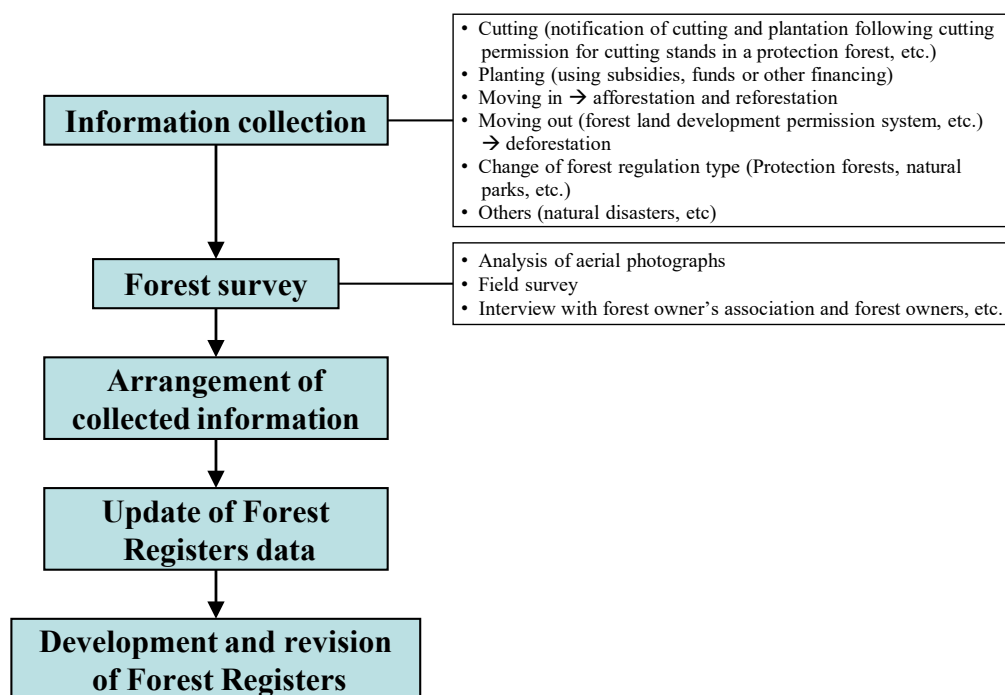 • Cutting (notification of cutting and plantation following cutting
permission for cutting stands in a protection forest, etc.)
• Planting (using subsidies, funds or other financing)
• Moving in → afforestation and reforestation
• Moving out (forest land development permission system, etc.)
→ deforestation
• Change of forest regulation type (Protection forests, natural
parks, etc.)
• Others (natural disasters, etc)
Information collection
• Analysis of aerial photographs
• Field survey
• Interview with forest owner's association and forest owners, etc.
Forest survey
Arrangement of
collected information
Update of Forest
Registers data
Development and revision
of Forest Registers